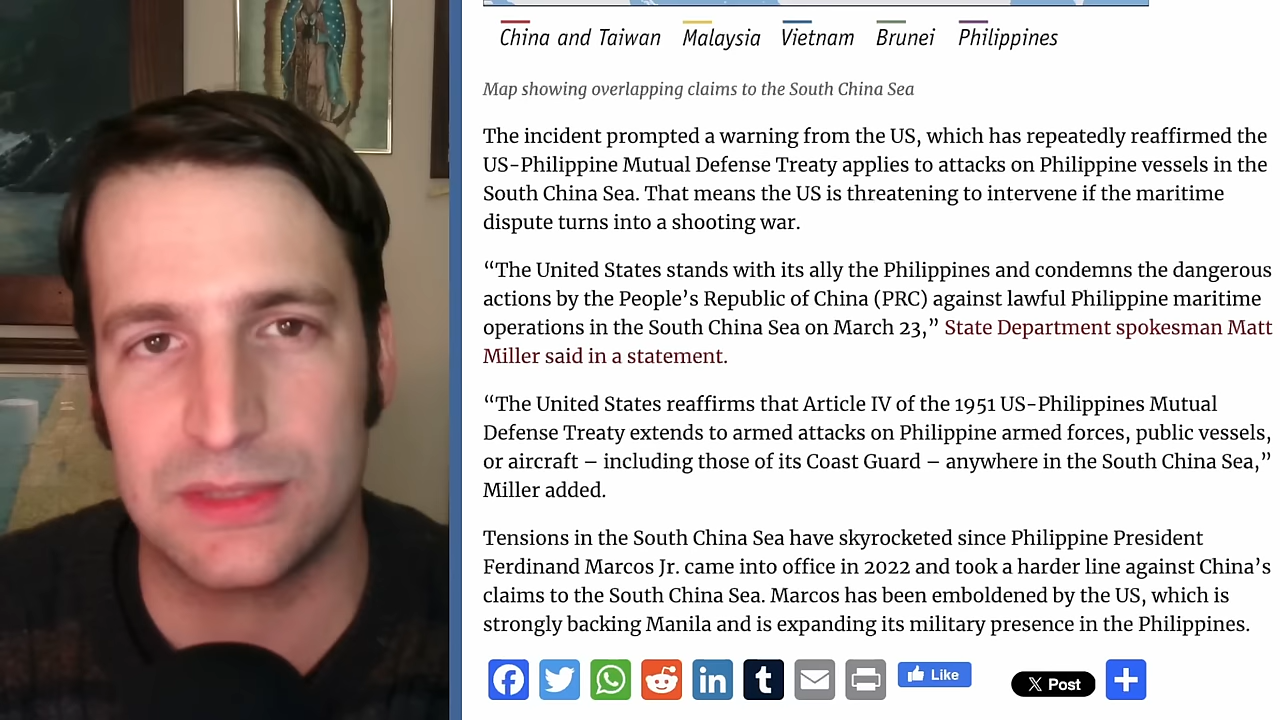 China and Taiwan Malaysia Vietnam Brunei Philippines
Map showing overlapping claims to the South China Sea
The incident prompted a warning from the US, which has repeatedly reaffirmed the
US-Philippine Mutual Defense Treaty applies to attacks on Philippine vessels in the
South China Sea. That means the US is threatening to intervene if the maritime
dispute turns into a shooting war.
“The United States stands with its ally the Philippines and condemns the dangerous
actions by the People’s Republic of China (PRC) against lawful Philippine maritime
operations in the South China Sea on March 23,” State Department spokesman Matt
Miller said in a statement.
“The United States reaffirms that Article IV of the 1951 US-Philippines Mutual
Defense Treaty extends to armed attacks on Philippine armed forces, public vessels,
or aircraft – including those of its Coast Guard – anywhere in the South China Sea,”
Miller added.
Tensions in the South China Sea have skyrocketed since Philippine President
Ferdinand Marcos Jr. came into office in 2022 and took a harder line against China’s
claims to the South China Sea. Marcos has been emboldened by the US, which is
strongly backing Manila and is expanding its military presence in the Philippines.
Like
X Post